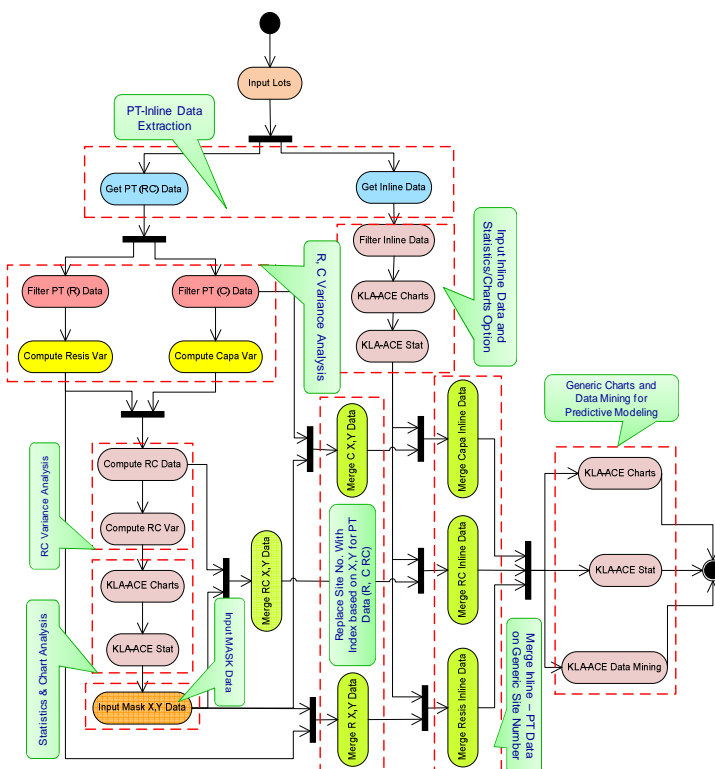 Input Lots
PT-Inline Data
Extraction
Get PT (RC) Data
Get Inline Data
Filter Inline Data
KLA-ACE Charts
KLA-ACE Stat
Input Inline Data and
Statistics/Charts Option
R, C Variance Analysis
Filter PT (R) Data
Filter PT (C) Data
Compute Resis Var
Compute Capa Var
Generic Charts and
Data Mining for
Predictive Modeling
Merge C X,Y Data
Merge Capa Inline Data
RC Variance Analysis
Compute RC Data
Compute RC Var
KLA-ACE Charts
KLA-ACE Stat
Input Mask X,Y Data
Statistics & Chart Analysis
Input MASK
Data
Merge RC X,Y Data
Replace Site No. With
Index based on X,Y for PT
Data (R, C RC)
Merge RC Inline Data
Merge R X,Y Data
Merge Resis Inline Data
Merge Inline – PT Data
on Generic Site Number
KLA-ACE Charts
KLA-ACE Stat
KLA-ACE Data Mining